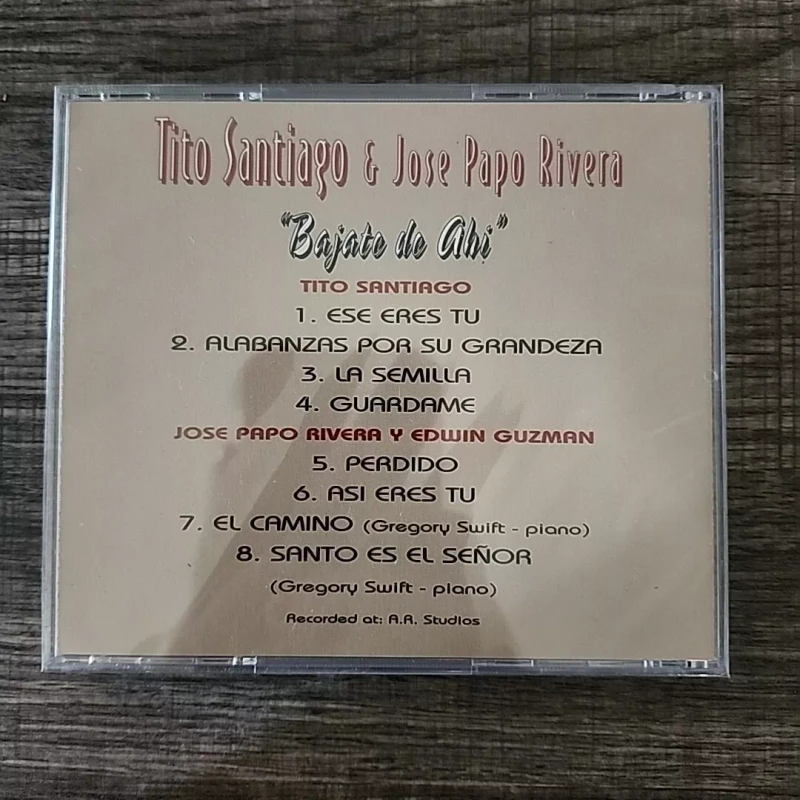 Tito Santiago & Jose Papo Rivera
"Bajate de Ahi"
TITO SANTIAGO
1. ESE ERES TU
2. ALABANZAS POR SU GRANDEZA
3. LA SEMILLA
4. GUARDAME
JOSE PAPO RIVERA Y EDWIN GUZMAN
5. PERDIDO
6. ASI ERES TU
7. EL CAMINO (Gregory Swift - piano)
8. SANTO ES EL SEÑOR
(Gregory Swift - piano)
Recorded at: A.A. Studios